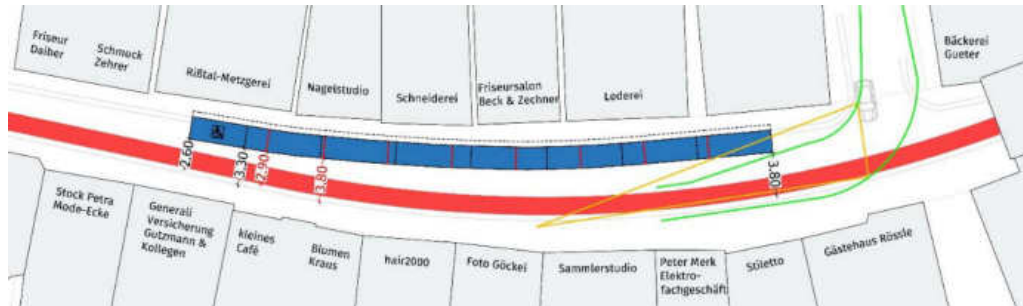 Friseur
Daiber
Schmuck
Zehrer
Rißtal-Metzgerei
Nagelstudio
Schneiderei
Friseursalon
Beck & Zechner
Loderei
Bäckerei
Gueter
2.60
3.30
2.90
3.80
3.80
Stock Petra
Mode-Ecke
Generali
Versicherung
Gutzmann &
Kollegen
kleines
Café
Blumen
Kraus
hair2000
Foto Göckel
Sammlerstudio
Peter Merk
Elektro-
fachgeschäft
Stiletto
Gästehaus Rössle